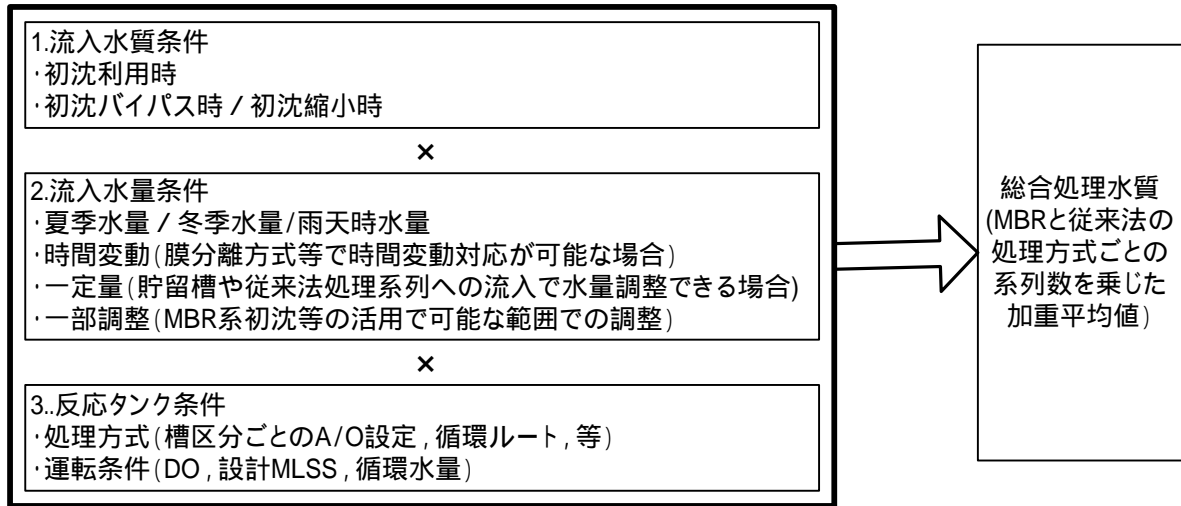 1.流入水質条件
・初沈利用時
・初沈バイパス時 / 初沈縮小時
×
2.流入水量条件
・夏季水量 / 冬季水量/雨天時水量
・時間変動(膜分離方式等で時間変動対応が可能な場合)
・一定量(貯留槽や従来法処理系列への流入で水量調整できる場合)
・一部調整(MBR系初沈等の活用で可能な範囲での調整)
×
3..反応タンク条件
・処理方式(槽区分ごとのA/O設定,循環ルート,等)
・運転条件(DO,設計MLSS,循環水量)
総合処理水質
(MBRと従来法の
処理方式ごとの
系列数を乗じた
加重平均値)